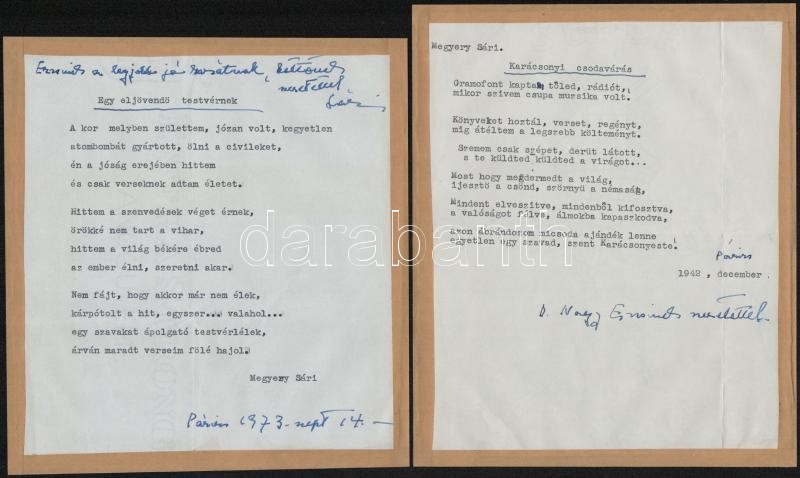 Egy eljövendő testvérnek
A kor melyben születtem, józan volt, kegyetlen
atombombát gyártott, ölni a civileket,
én a jóság erejében hittem
és csak verseknek adtam életet.
Hittem a szenvedések véget érnek,
örökké nem tart a vihar,
hittem a világ békére ébred
az ember élni, szeretni akar.
Nem fájt, hogy akkor már nem élek,
kárpótolt a hit, egyszer... valahol...
egy szavakat ápolgató testvérlélek,
árván maradt verseim fölé hajol.
Megyery Sári
Páris 1973. sept 14. –
Megyery Sári.
Karácsonyi csodavárás
Gramofont kaptam tőled, rádiót,
mikor szivem csupa muzsika volt.
Könyveket hoztál, verset, regényt,
mig átéltem a legszebb költeményt.
Szemem csak szépet, derüt látott,
s te küldted küldted a virágot...
Most hogy megdermedt a világ,
ijesztő a csönd, szörnyü a némaság,
Mindent elveszitve, mindenből kifosztva,
a valóságot félve, álmokba kapaszkodva,
azon ábrándozom micsoda ajándék lenne
egyetlen egy szavad, szent Karácsonyeste!
Páris
1942, december.
D. Nagy
darabanth